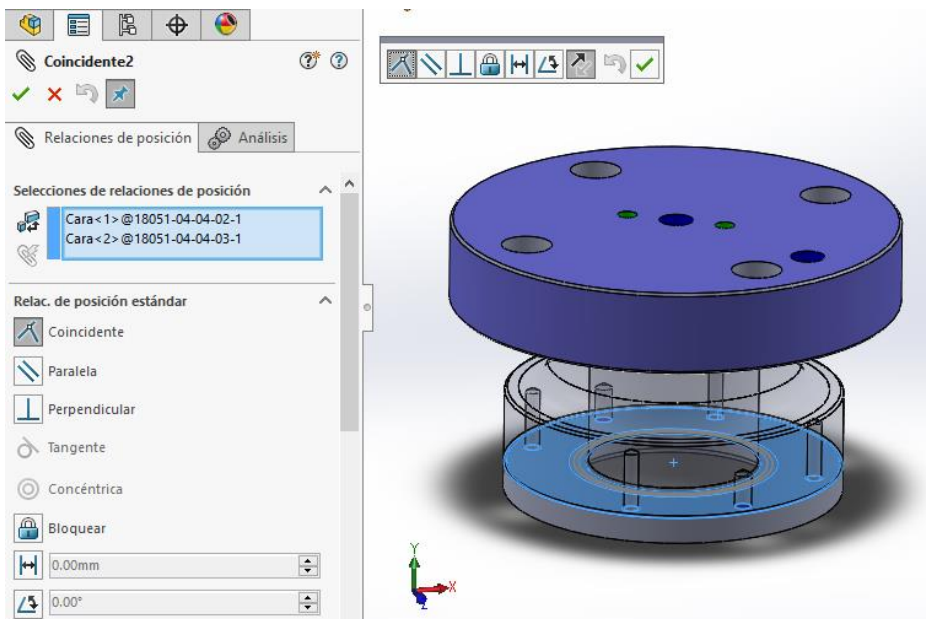 Coincidente2
Relaciones de posición
Análisis
Selecciones de relaciones de posición
Cara<1>@18051-04-04-02-1
Cara<2>@18051-04-04-03-1
Relac. de posición estándar
Coincidente
Paralela
Perpendicular
Tangente
Concéntrica
Bloquear
0.00mm
0.00°
Y
X
Z